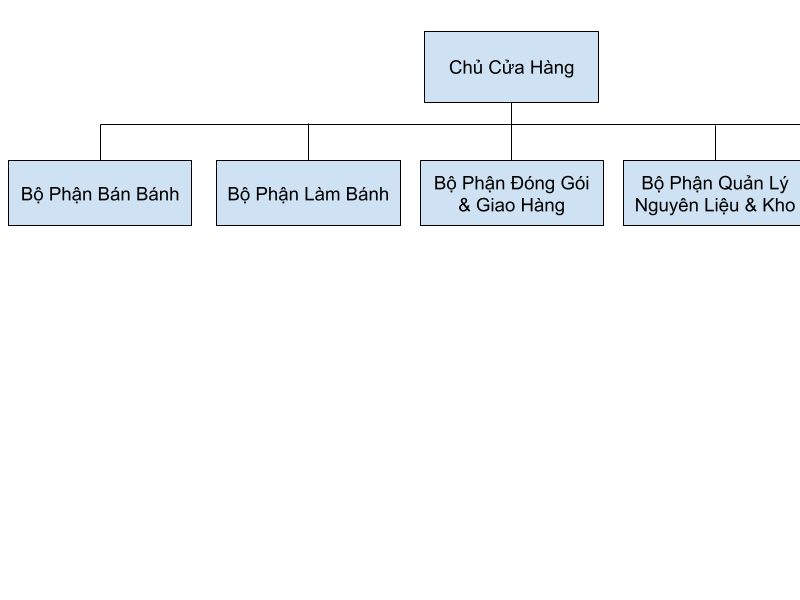 Chủ Cửa Hàng
Bộ Phận Bán Bánh
Bộ Phận Làm Bánh
Bộ Phận Đóng Gói
& Giao Hàng
Bộ Phận Quản Lý
Nguyên Liệu & Kho